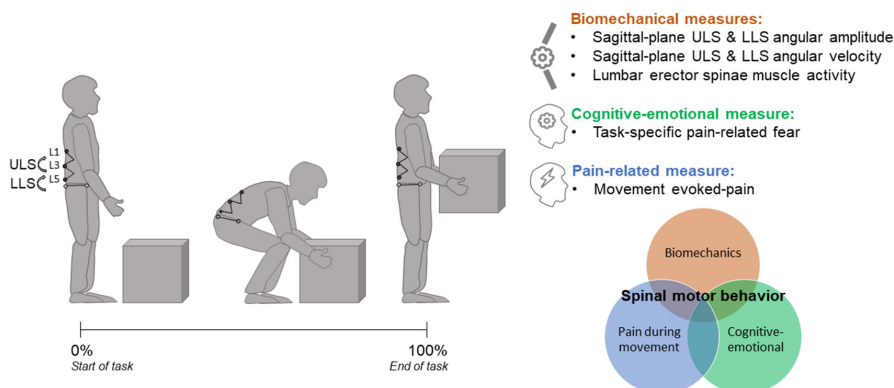 Biomechanical measures:
• Sagittal-plane ULS & LLS angular amplitude
• Sagittal-plane ULS & LLS angular velocity
• Lumbar erector spinae muscle activity
Cognitive-emotional measure:
• Task-specific pain-related fear
Pain-related measure:
• Movement evoked-pain
L1
ULS
L3
LLS
L5
0%
Start of task
100%
End of task
Biomechanics
Spinal motor behavior
Pain during
movement
Cognitive-
emotional